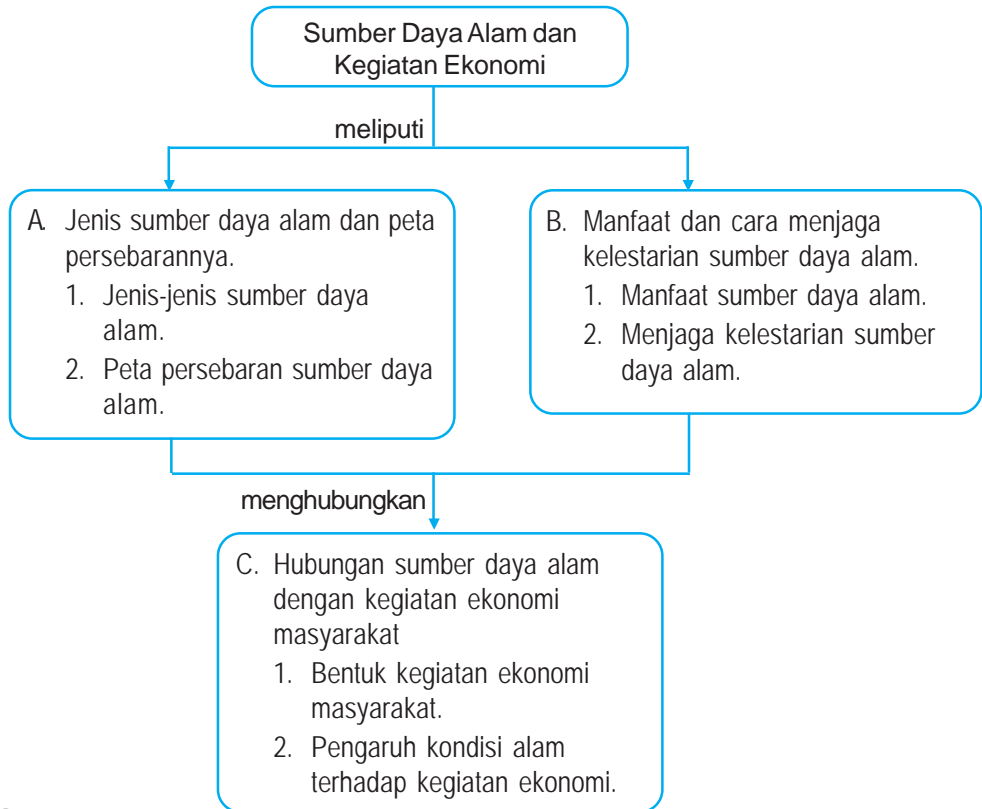 Sumber Daya Alam dan
Kegiatan Ekonomi
meliputi
A. Jenis sumber daya alam dan peta
persebarannya.
1. Jenis-jenis sumber daya
alam.
2. Peta persebaran sumber daya
alam.
B. Manfaat dan cara menjaga
kelestarian sumber daya alam.
1. Manfaat sumber daya alam.
2. Menjaga kelestarian sumber
daya alam.
menghubungkan
C. Hubungan sumber daya alam
dengan kegiatan ekonomi
masyarakat
1. Bentuk kegiatan ekonomi
masyarakat.
2. Pengaruh kondisi alam
terhadap kegiatan ekonomi.